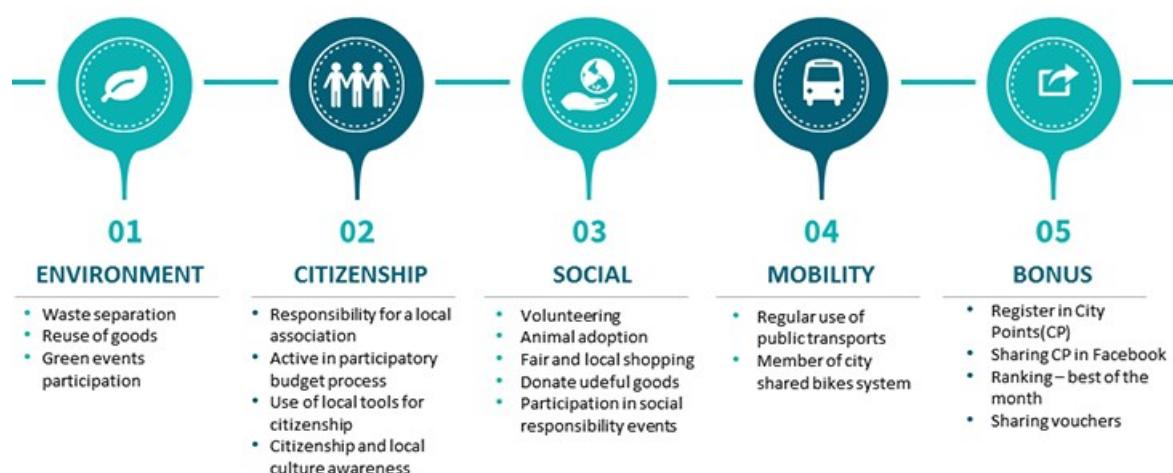 01
ENVIRONMENT
Waste separation
Reuse of goods
Green events
participation
02
CITIZENSHIP
Responsibility for a local
association
Active in participatory
budget process
Use of local tools for
citizenship
Citizenship and local
culture awareness
03
SOCIAL
Volunteering
Animal adoption
Fair and local shopping
Donate udeful goods
Participation in social
responsibility events
04
MOBILITY
Regular use of
public transports
Member of city
shared bikes system
05
BONUS
Register in City
Points(CP)
Sharing CP in Facebook
Ranking – best of the
month
Sharing vouchers